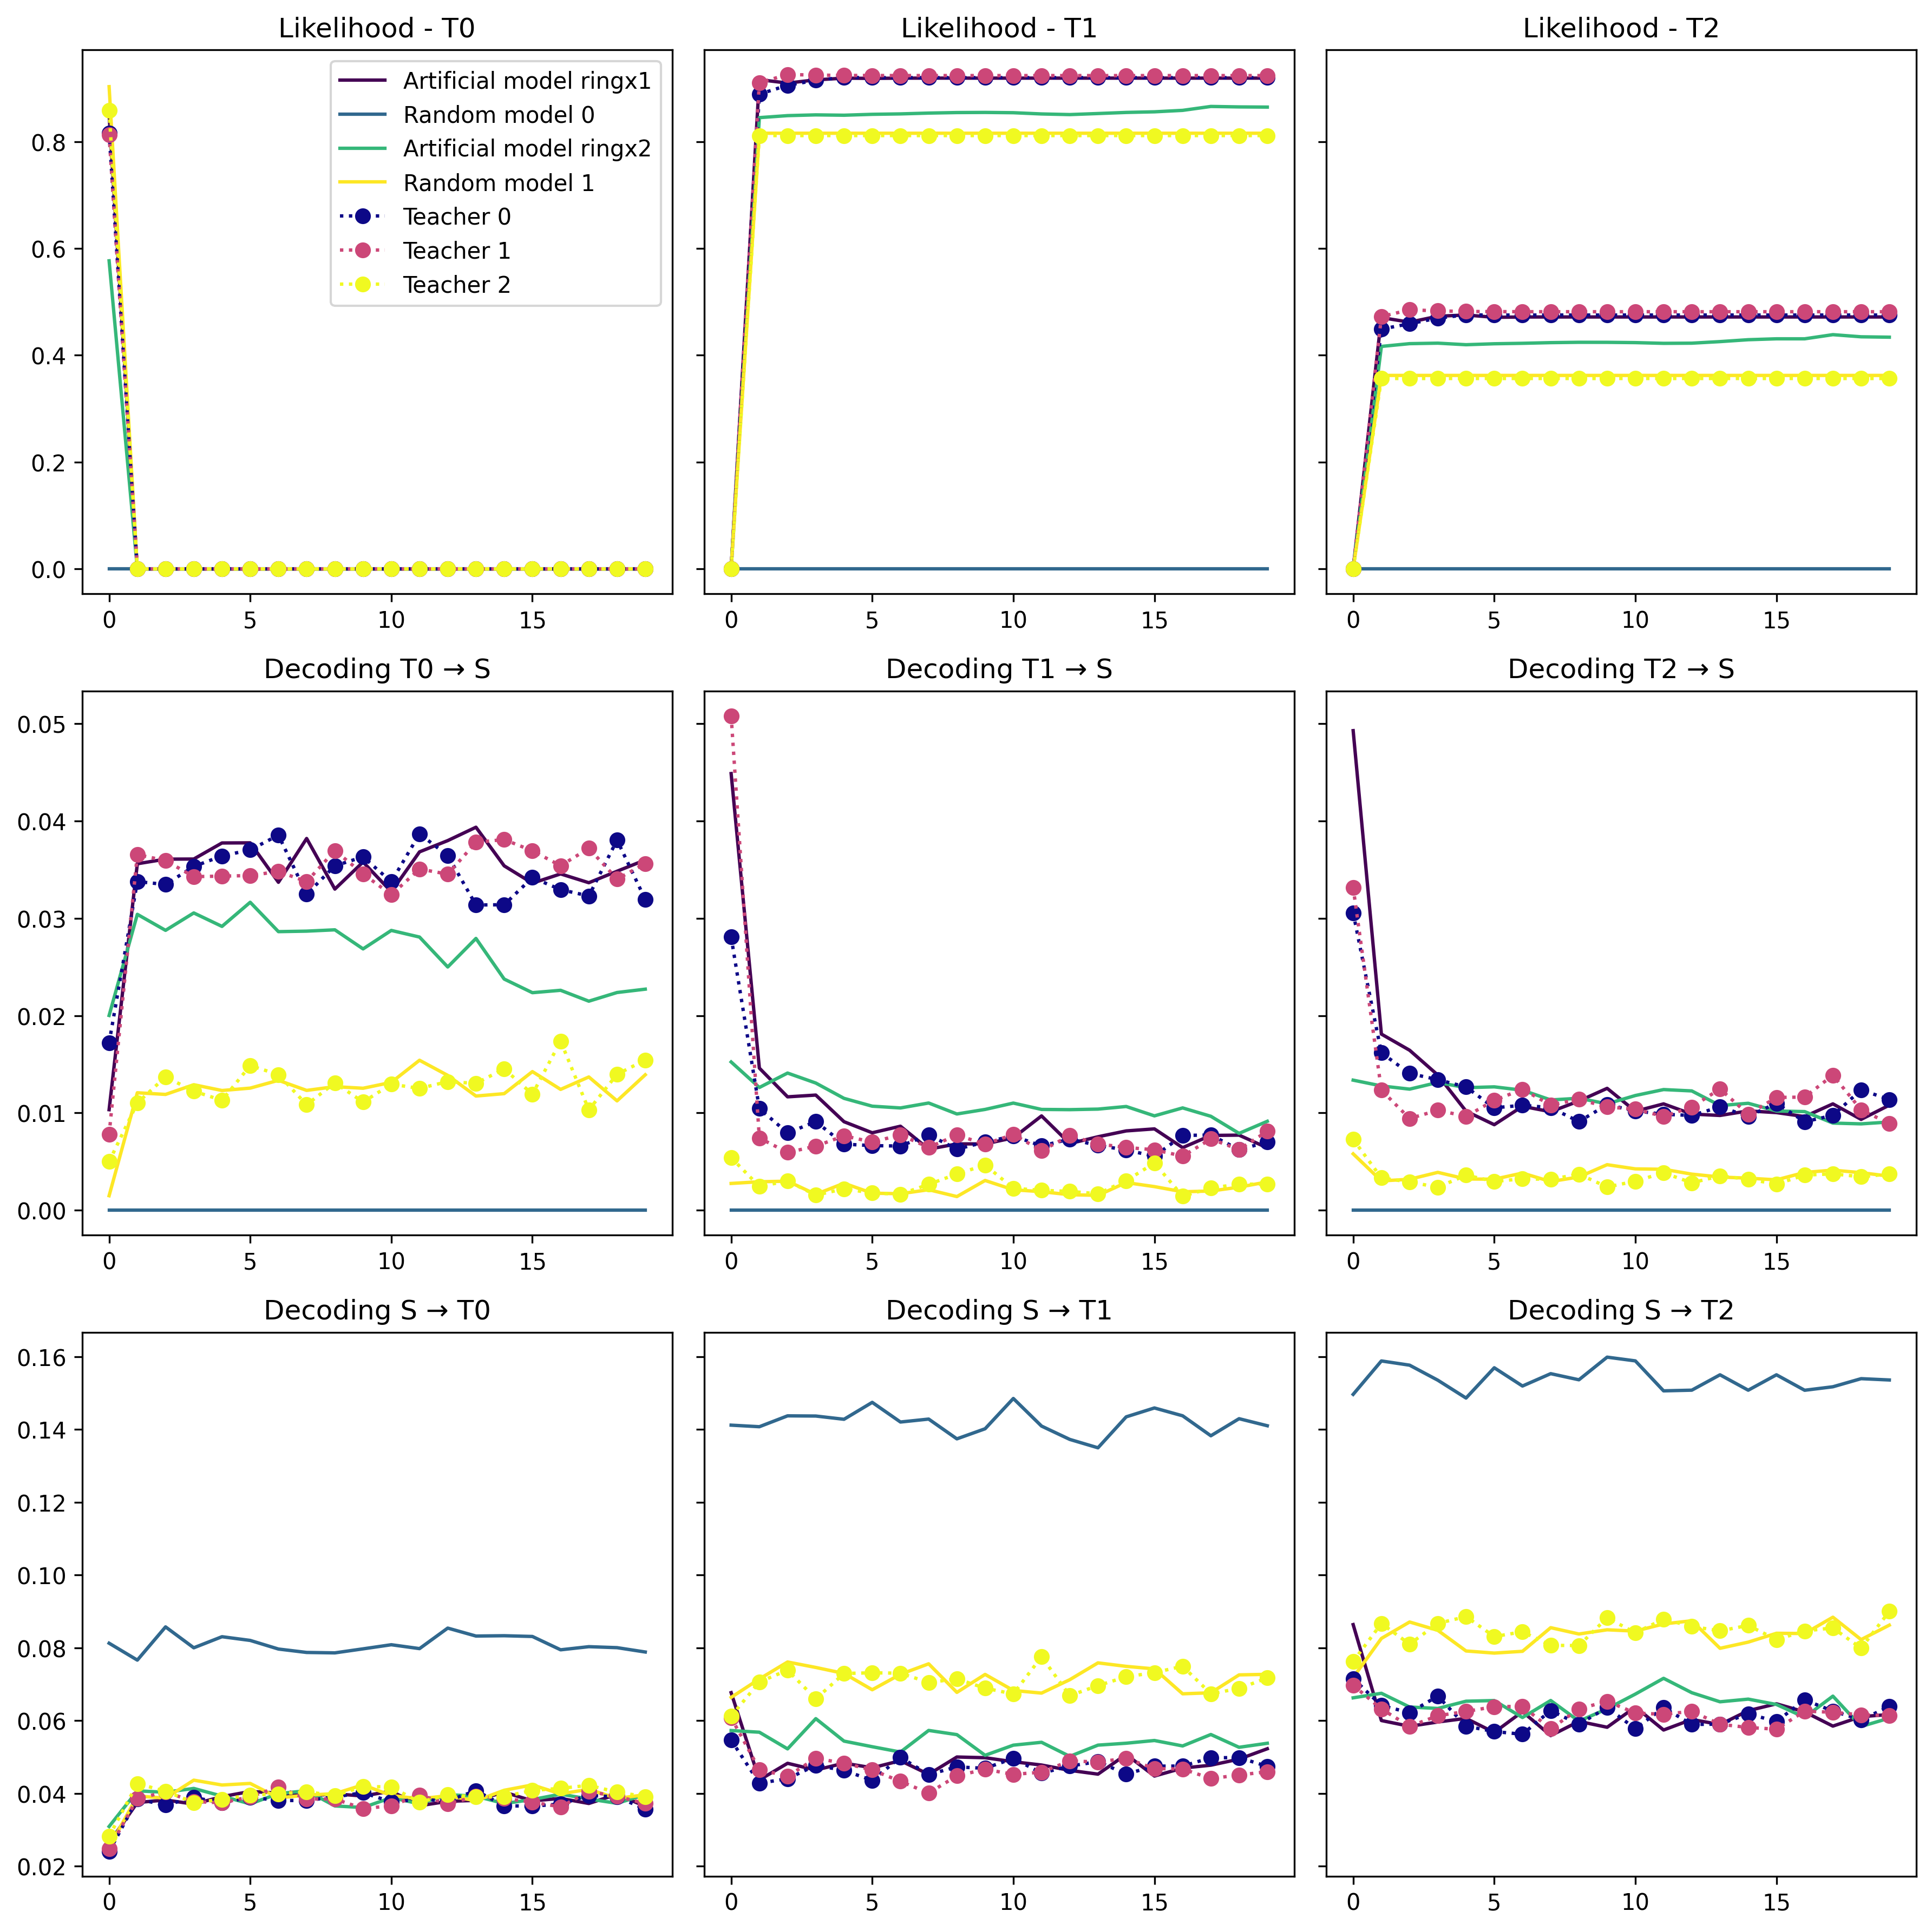 Likelihood - T0
Likelihood - T1
Likelihood - T2
Artificial model ringx1
Random model 0
Artificial model ringx2
Random model 1
Teacher 0
Teacher 1
Teacher 2
0.8
0.6
0.4
0.2
0.0
0 5 10 15
0 5 10 15
0 5 10 15
Decoding T0 → S
Decoding T1 → S
Decoding T2 → S
0.05
0.04
0.03
0.02
0.01
0.00
0 5 10 15
0 5 10 15
0 5 10 15
Decoding S → T0
Decoding S → T1
Decoding S → T2
0.16
0.14
0.12
0.10
0.08
0.06
0.04
0.02
0 5 10 15
0 5 10 15
0 5 10 15